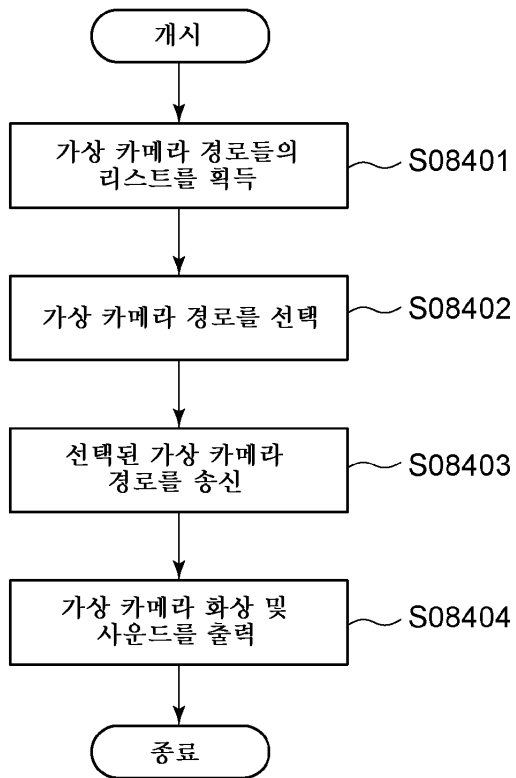 개시
가상 카메라 경로들의
리스트를 획득
S08401
가상 카메라 경로를 선택
S08402
선택된 가상 카메라
경로를 송신
S08403
가상 카메라 화상 및
사운드를 출력
S08404
종료